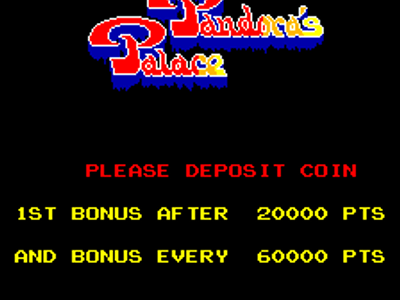 Pandora's
Palace
PLEASE DEPOSIT COIN
1ST BONUS AFTER 20000 PTS
AND BONUS EVERY 60000 PTS